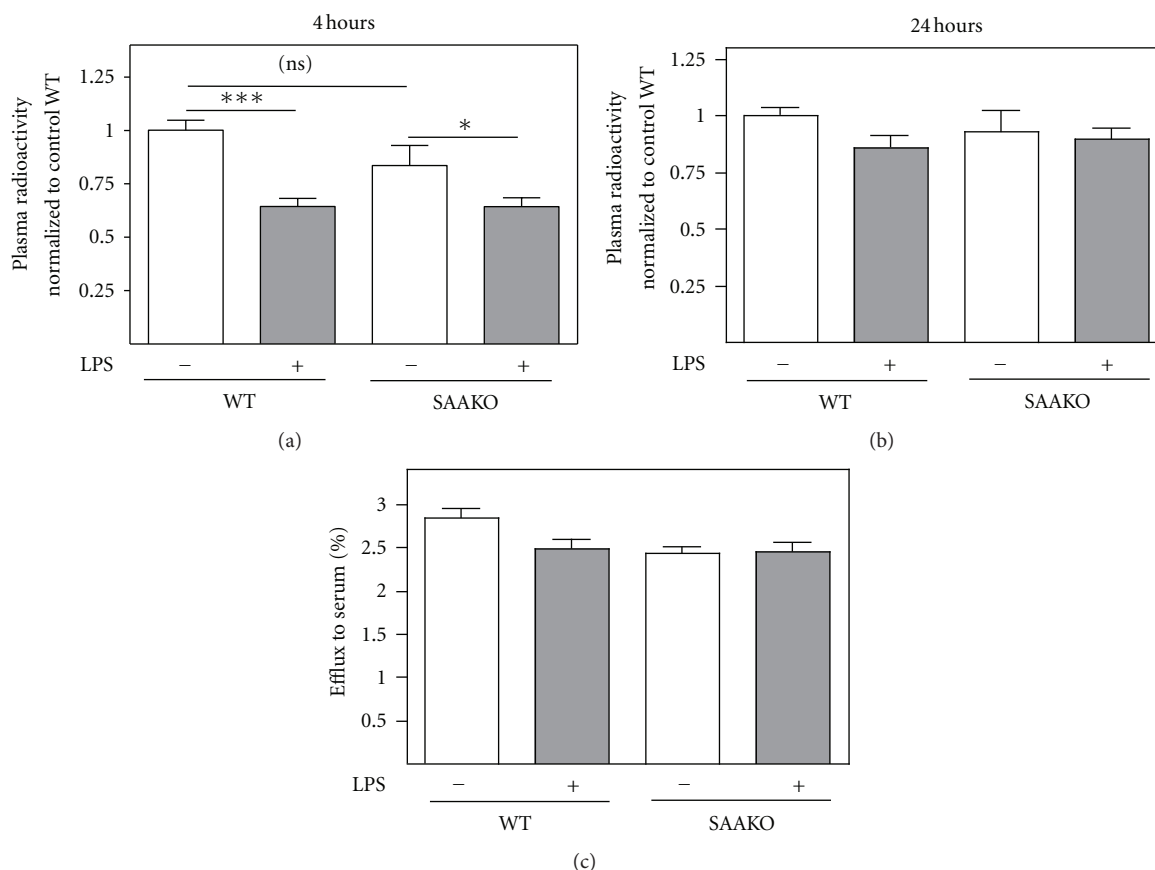 4 hours
Plasma radioactivity
normalized to control WT
1.25
1
0.75
0.5
0.25
(ns)
***
*
LPS − + − +
WT SAAKO
(a)
24 hours
Plasma radioactivity
normalized to control WT
1.25
1
0.75
0.5
0.25
− + − +
WT SAAKO
(b)
Efflux to serum (%)
3
2.5
2
1.5
1
0.5
LPS − + − +
WT SAAKO
(c)